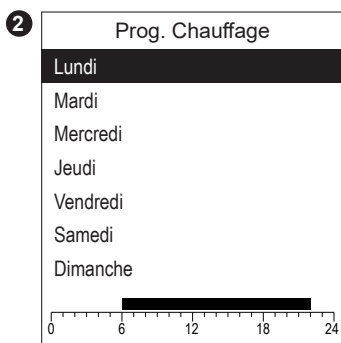 2
Prog. Chauffage
Lundi
Mardi
Mercredi
Jeudi
Vendredi
Samedi
Dimanche
0 6 12 18 24